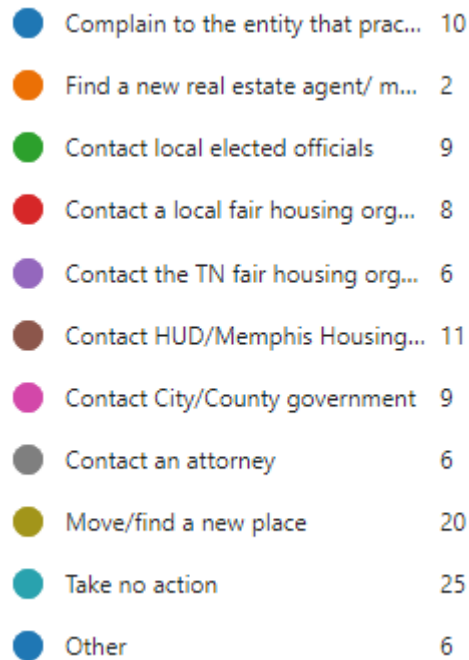 Complain to the entity that prac... 10
Find a new real estate agent/ m... 2
Contact local elected officials 9
Contact a local fair housing org... 8
Contact the TN fair housing org... 6
Contact HUD/Memphis Housing... 11
Contact City/County government 9
Contact an attorney 6
Move/find a new place 20
Take no action 25
Other 6